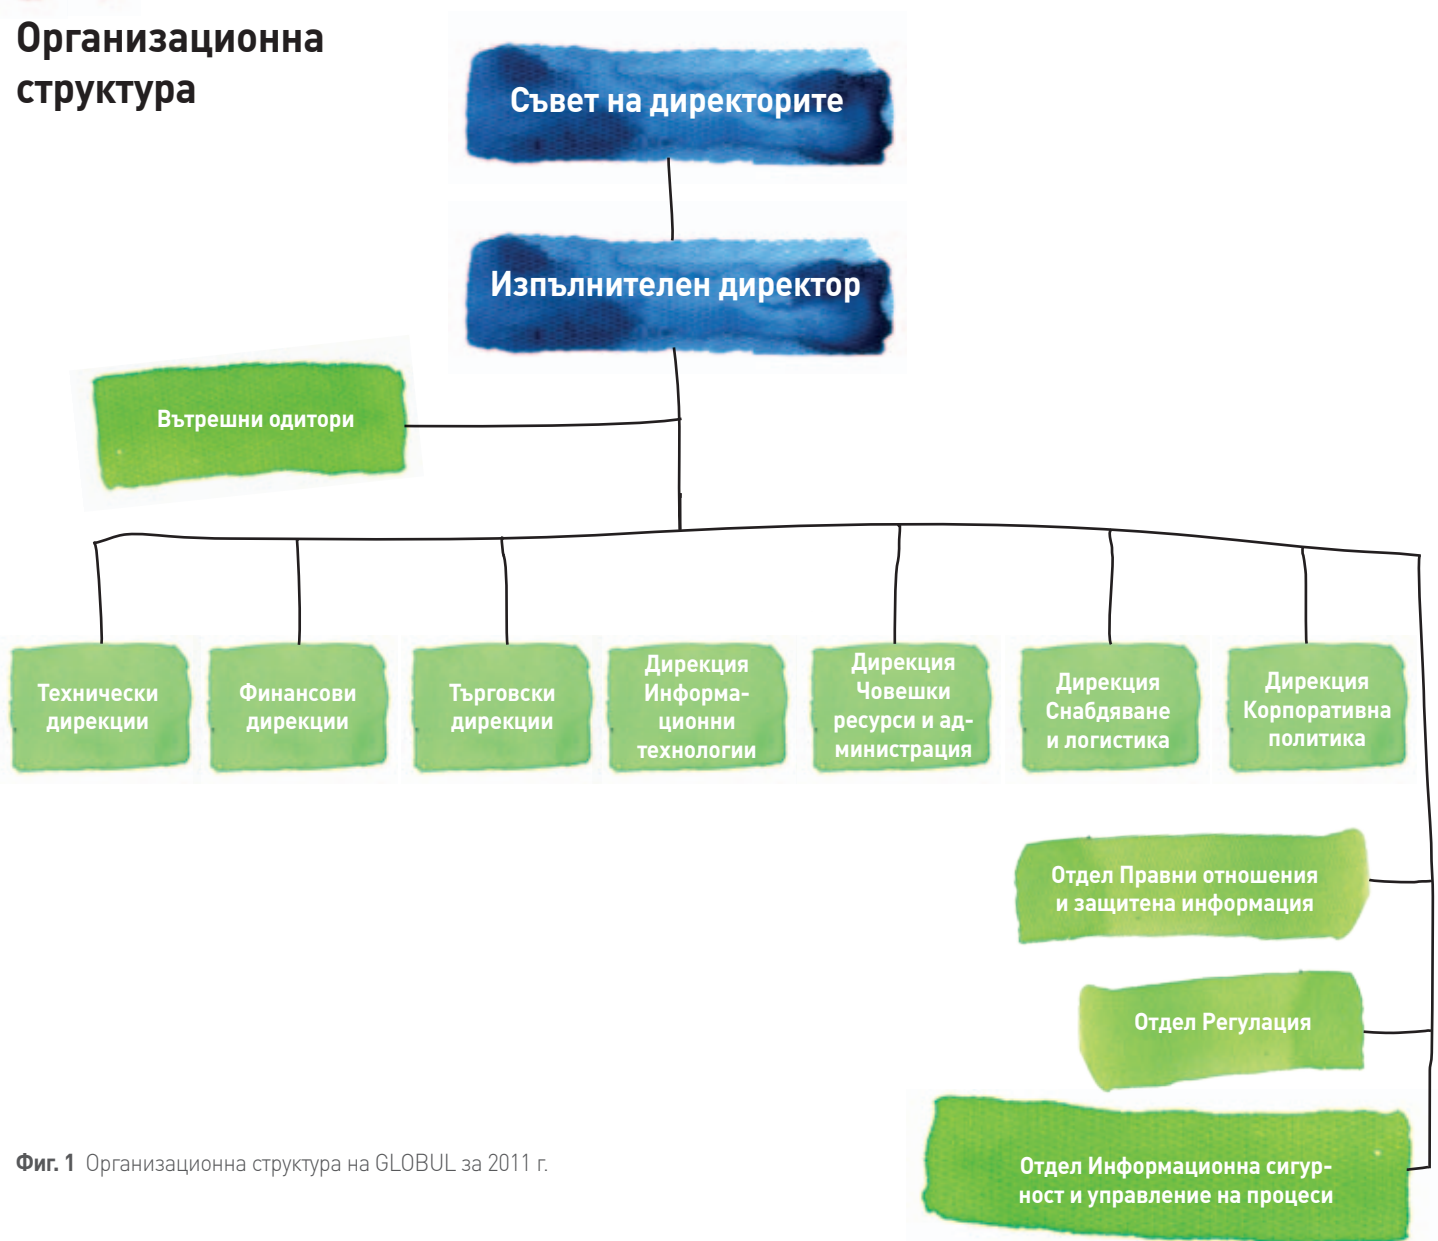 Организационна
структура
Съвет на директорите
Изпълнителен директор
Вътрешни одитори
Технически
дирекции
Финансови
дирекции
Търговски
дирекции
Дирекция
Информа-
ционни
технологии
Дирекция
Човешки
ресурси и ад-
министрация
Дирекция
Снабдяване
и логистика
Дирекция
Корпоративна
политика
Отдел Правни отношения
и защитена информация
Отдел Регулация
Отдел Информационна сигур-
ност и управление на процеси
Фиг. 1 Организационна структура на GLOBUL за 2011 г.